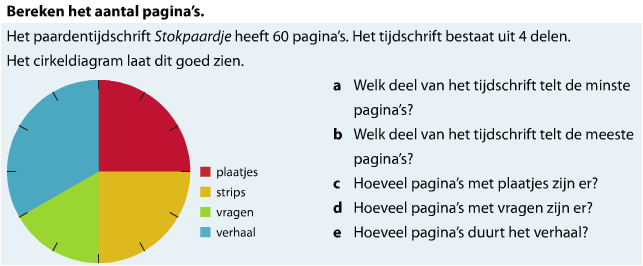 Bereken het aantal pagina's.
Het paardentijdschrift Stokpaardje heeft 60 pagina's. Het tijdschrift bestaat uit 4 delen.
Het cirkeldiagram laat dit goed zien.
plaatjes
strips
vragen
verhaal
a Welk deel van het tijdschrift telt de minste
pagina's?
b Welk deel van het tijdschrift telt de meeste
pagina's?
c Hoeveel pagina's met plaatjes zijn er?
d Hoeveel pagina's met vragen zijn er?
e Hoeveel pagina's duurt het verhaal?